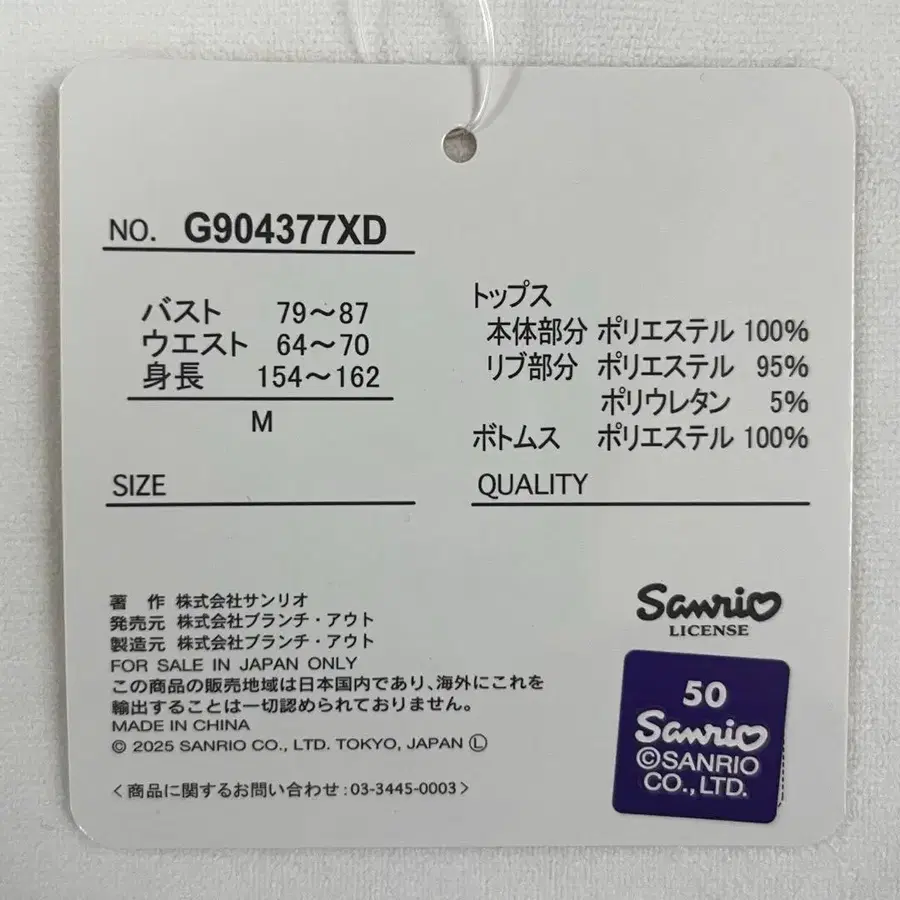 NO. G904377XD
バスト 79～87
ウエスト 64～70
身長 154～162
M
SIZE
トップス
本体部分 ポリエステル 100%
リブ部分 ポリエステル 95%
ポリウレタン 5%
ボトムス ポリエステル 100%
QUALITY
著 作 株式会社サンリオ
発売元 株式会社ブランチ・アウト
製造元 株式会社ブランチ・アウト
FOR SALE IN JAPAN ONLY
この商品の販売地域は日本国内であり、海外にこれを
輸出することは一切認められておりません。
MADE IN CHINA
© 2025 SANRIO CO., LTD. TOKYO, JAPAN Ⓛ
<商品に関するお問い合わせ:03-3445-0003>
Sanrio
LICENSE
50
Sanrio
©SANRIO
CO.,LTD.